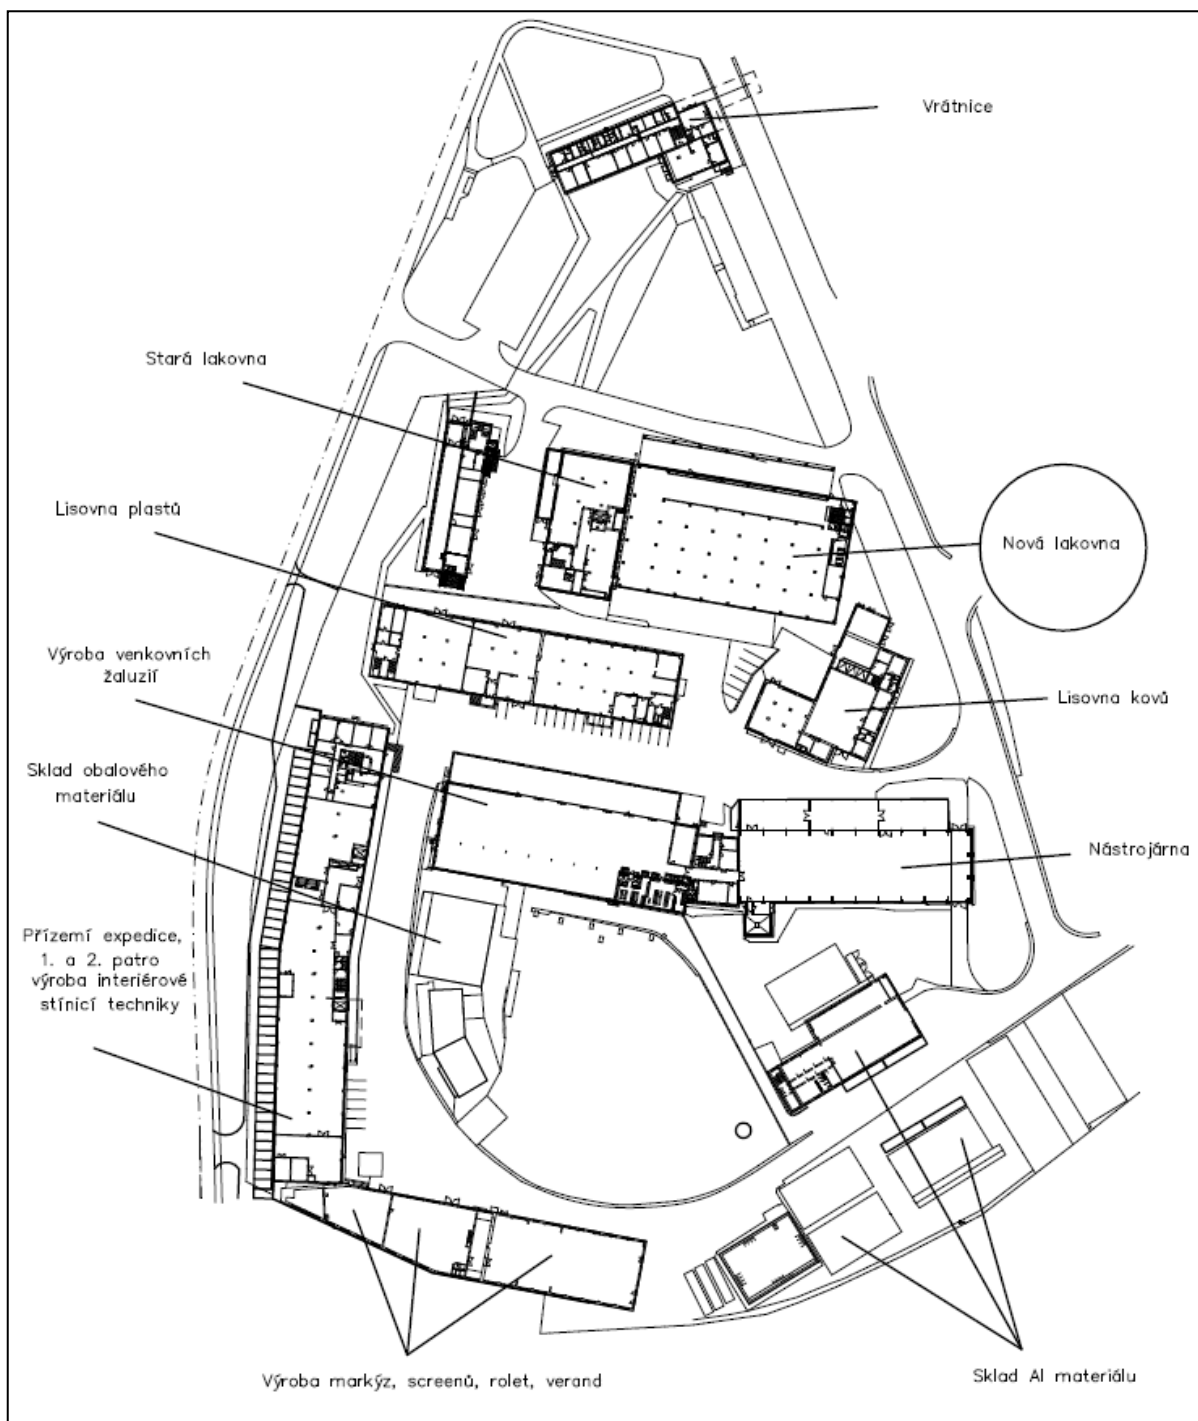 Vrátnice
Stará lakovna
Lisovna plastů
Nová lakovna
Výroba venkovních
žaluzií
Lisovna kovů
Sklad obalového
materiálu
Nástrojárna
Přízemí expedice,
1. a 2. patro
výroba interiérové
stínicí techniky
Výroba markýz, screenů, rolet, verand
Sklad Al materiálu